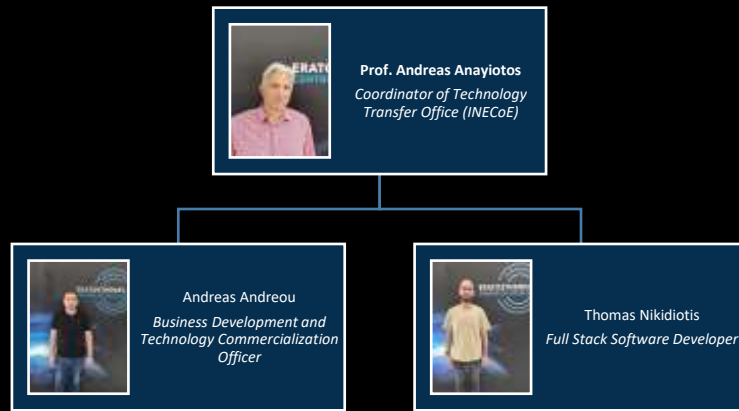 ERATO
Prof. Andreas Anayiotos
Coordinator of Technology
Transfer Office (INECoE)
Andreas Andreou
Business Development and
Technology Commercialization
Officer
Thomas Nikidiotis
Full Stack Software Developer